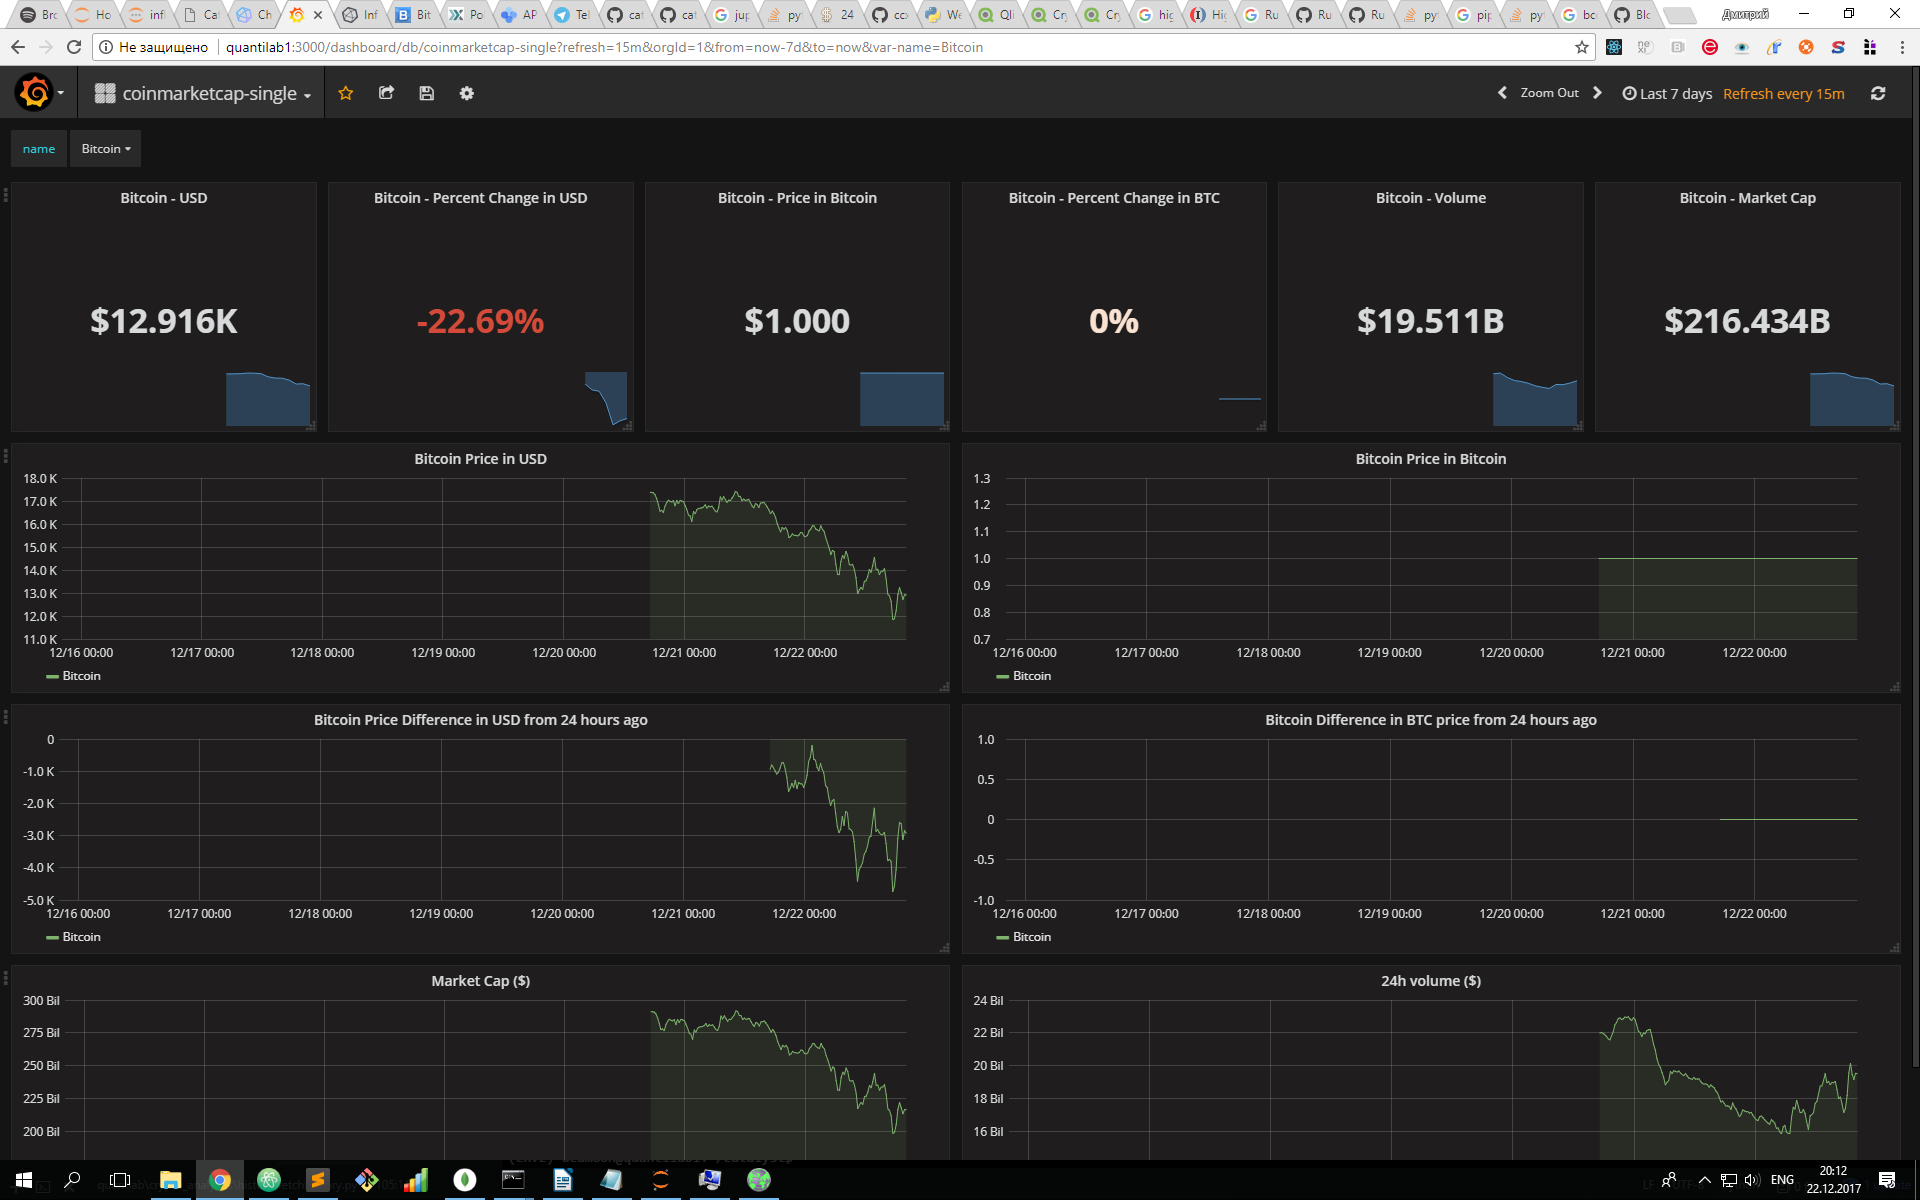 Bro Ho infl Ca Ch Inf Bit Po AP Tel cat cat jup pyt 24 ccx We Qli Cry Cry hig Hig Ru Ru Ru pyt pip pyt bco Blo Дмитрий
Не защищено quantilab1:3000/dashboard/db/coinmarketcap-single?refresh=15m&orgId=1&from=now-7d&to=now&var-name=Bitcoin
coinmarketcap-single Zoom Out Last 7 days Refresh every 15m
name Bitcoin
Bitcoin - USD Bitcoin - Percent Change in USD Bitcoin - Price in Bitcoin Bitcoin - Percent Change in BTC Bitcoin - Volume Bitcoin - Market Cap
$12.916K -22.69% $1.000 0% $19.511B $216.434B
Bitcoin Price in USD
18.0 K
17.0 K
16.0 K
15.0 K
14.0 K
13.0 K
12.0 K
11.0 K
12/16 00:00 12/17 00:00 12/18 00:00 12/19 00:00 12/20 00:00 12/21 00:00 12/22 00:00
Bitcoin
Bitcoin Price in Bitcoin
1.3
1.2
1.1
1.0
0.9
0.8
0.7
12/16 00:00 12/17 00:00 12/18 00:00 12/19 00:00 12/20 00:00 12/21 00:00 12/22 00:00
Bitcoin
Bitcoin Price Difference in USD from 24 hours ago
0
-1.0 K
-2.0 K
-3.0 K
-4.0 K
-5.0 K
12/16 00:00 12/17 00:00 12/18 00:00 12/19 00:00 12/20 00:00 12/21 00:00 12/22 00:00
Bitcoin
Bitcoin Difference in BTC price from 24 hours ago
1.0
0.5
0
-0.5
-1.0
12/16 00:00 12/17 00:00 12/18 00:00 12/19 00:00 12/20 00:00 12/21 00:00 12/22 00:00
Bitcoin
Market Cap ($)
300 Bil
275 Bil
250 Bil
225 Bil
200 Bil
24h volume ($)
24 Bil
22 Bil
20 Bil
18 Bil
16 Bil
ENG
20:12
22.12.2017